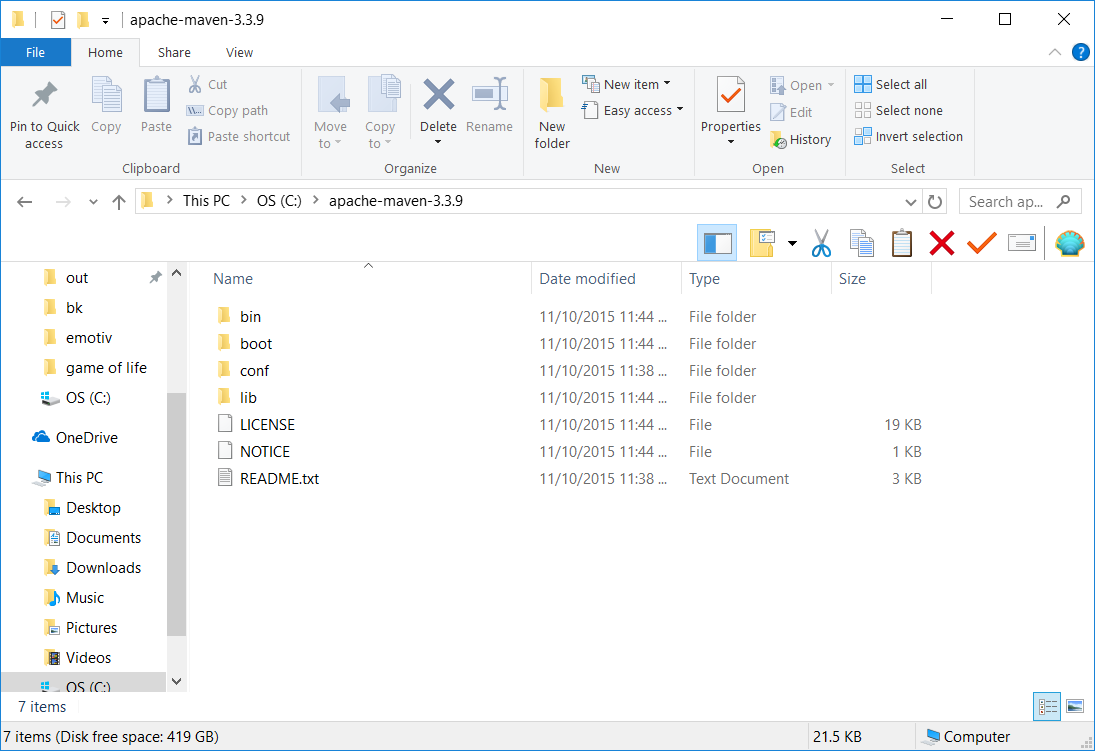 apache-maven-3.3.9
File Home Share View
Pin to Quick access
Copy
Paste
Cut
Copy path
Paste shortcut
Clipboard
Move to
Copy to
Delete
Rename
Organize
New folder
New item
Easy access
New
Properties
Open
Edit
History
Open
Select all
Select none
Invert selection
Select
This PC OS (C:) apache-maven-3.3.9
Search ap...
out
bk
emotiv
game of life
OS (C:)
OneDrive
This PC
Desktop
Documents
Downloads
Music
Pictures
Videos
OS (C:)
Name Date modified Type Size
bin 11/10/2015 11:44 ... File folder
boot 11/10/2015 11:44 ... File folder
conf 11/10/2015 11:38 ... File folder
lib 11/10/2015 11:44 ... File folder
LICENSE 11/10/2015 11:44 ... File 19 KB
NOTICE 11/10/2015 11:44 ... File 1 KB
README.txt 11/10/2015 11:38 ... Text Document 3 KB
7 items
7 items (Disk free space: 419 GB) 21.5 KB Computer